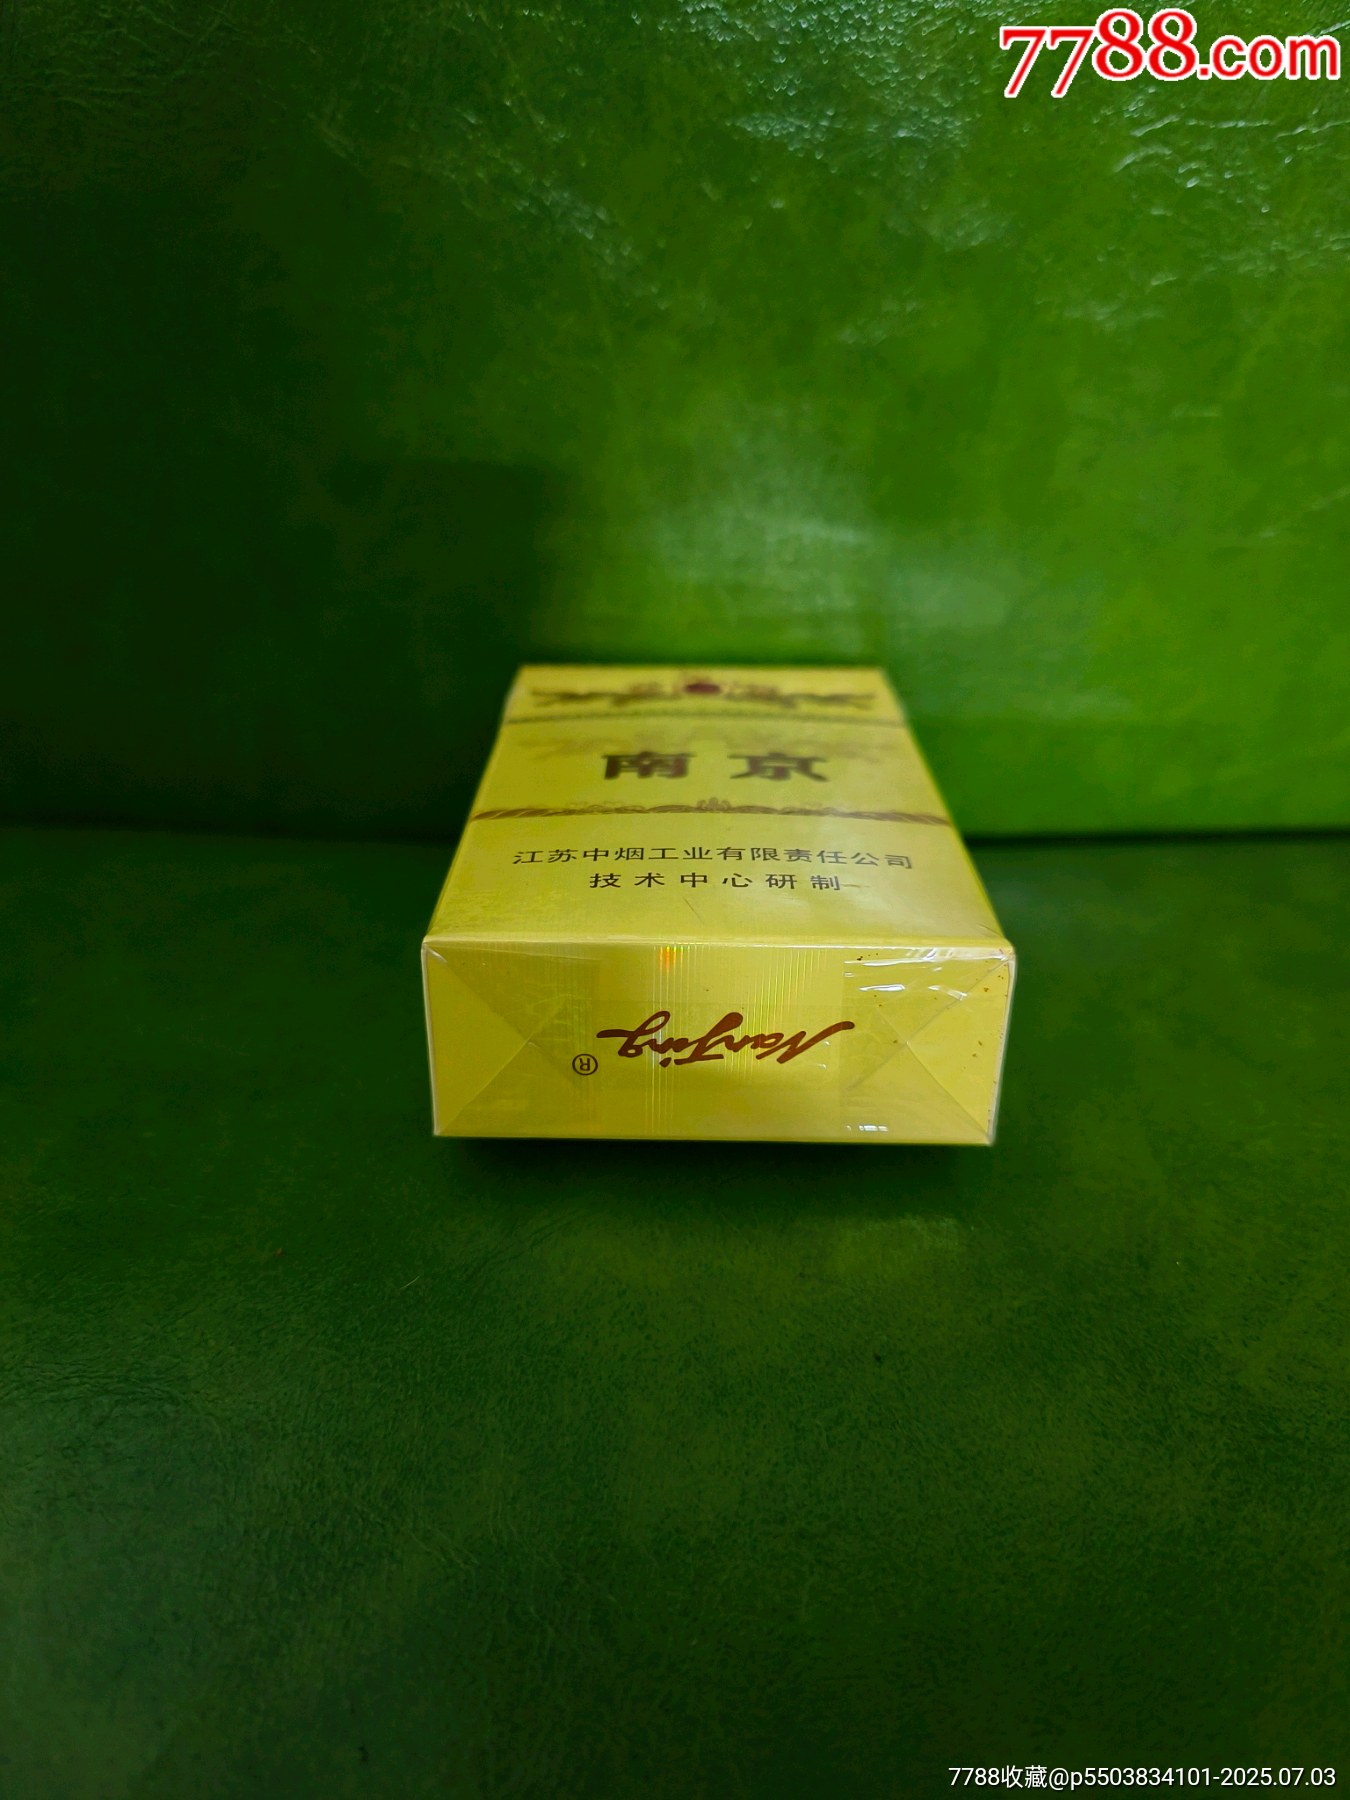 7788.com
南京
江苏中烟工业有限责任公司
技术中心研制
NanJing®
7788收藏@p5503834101-2025.07.03